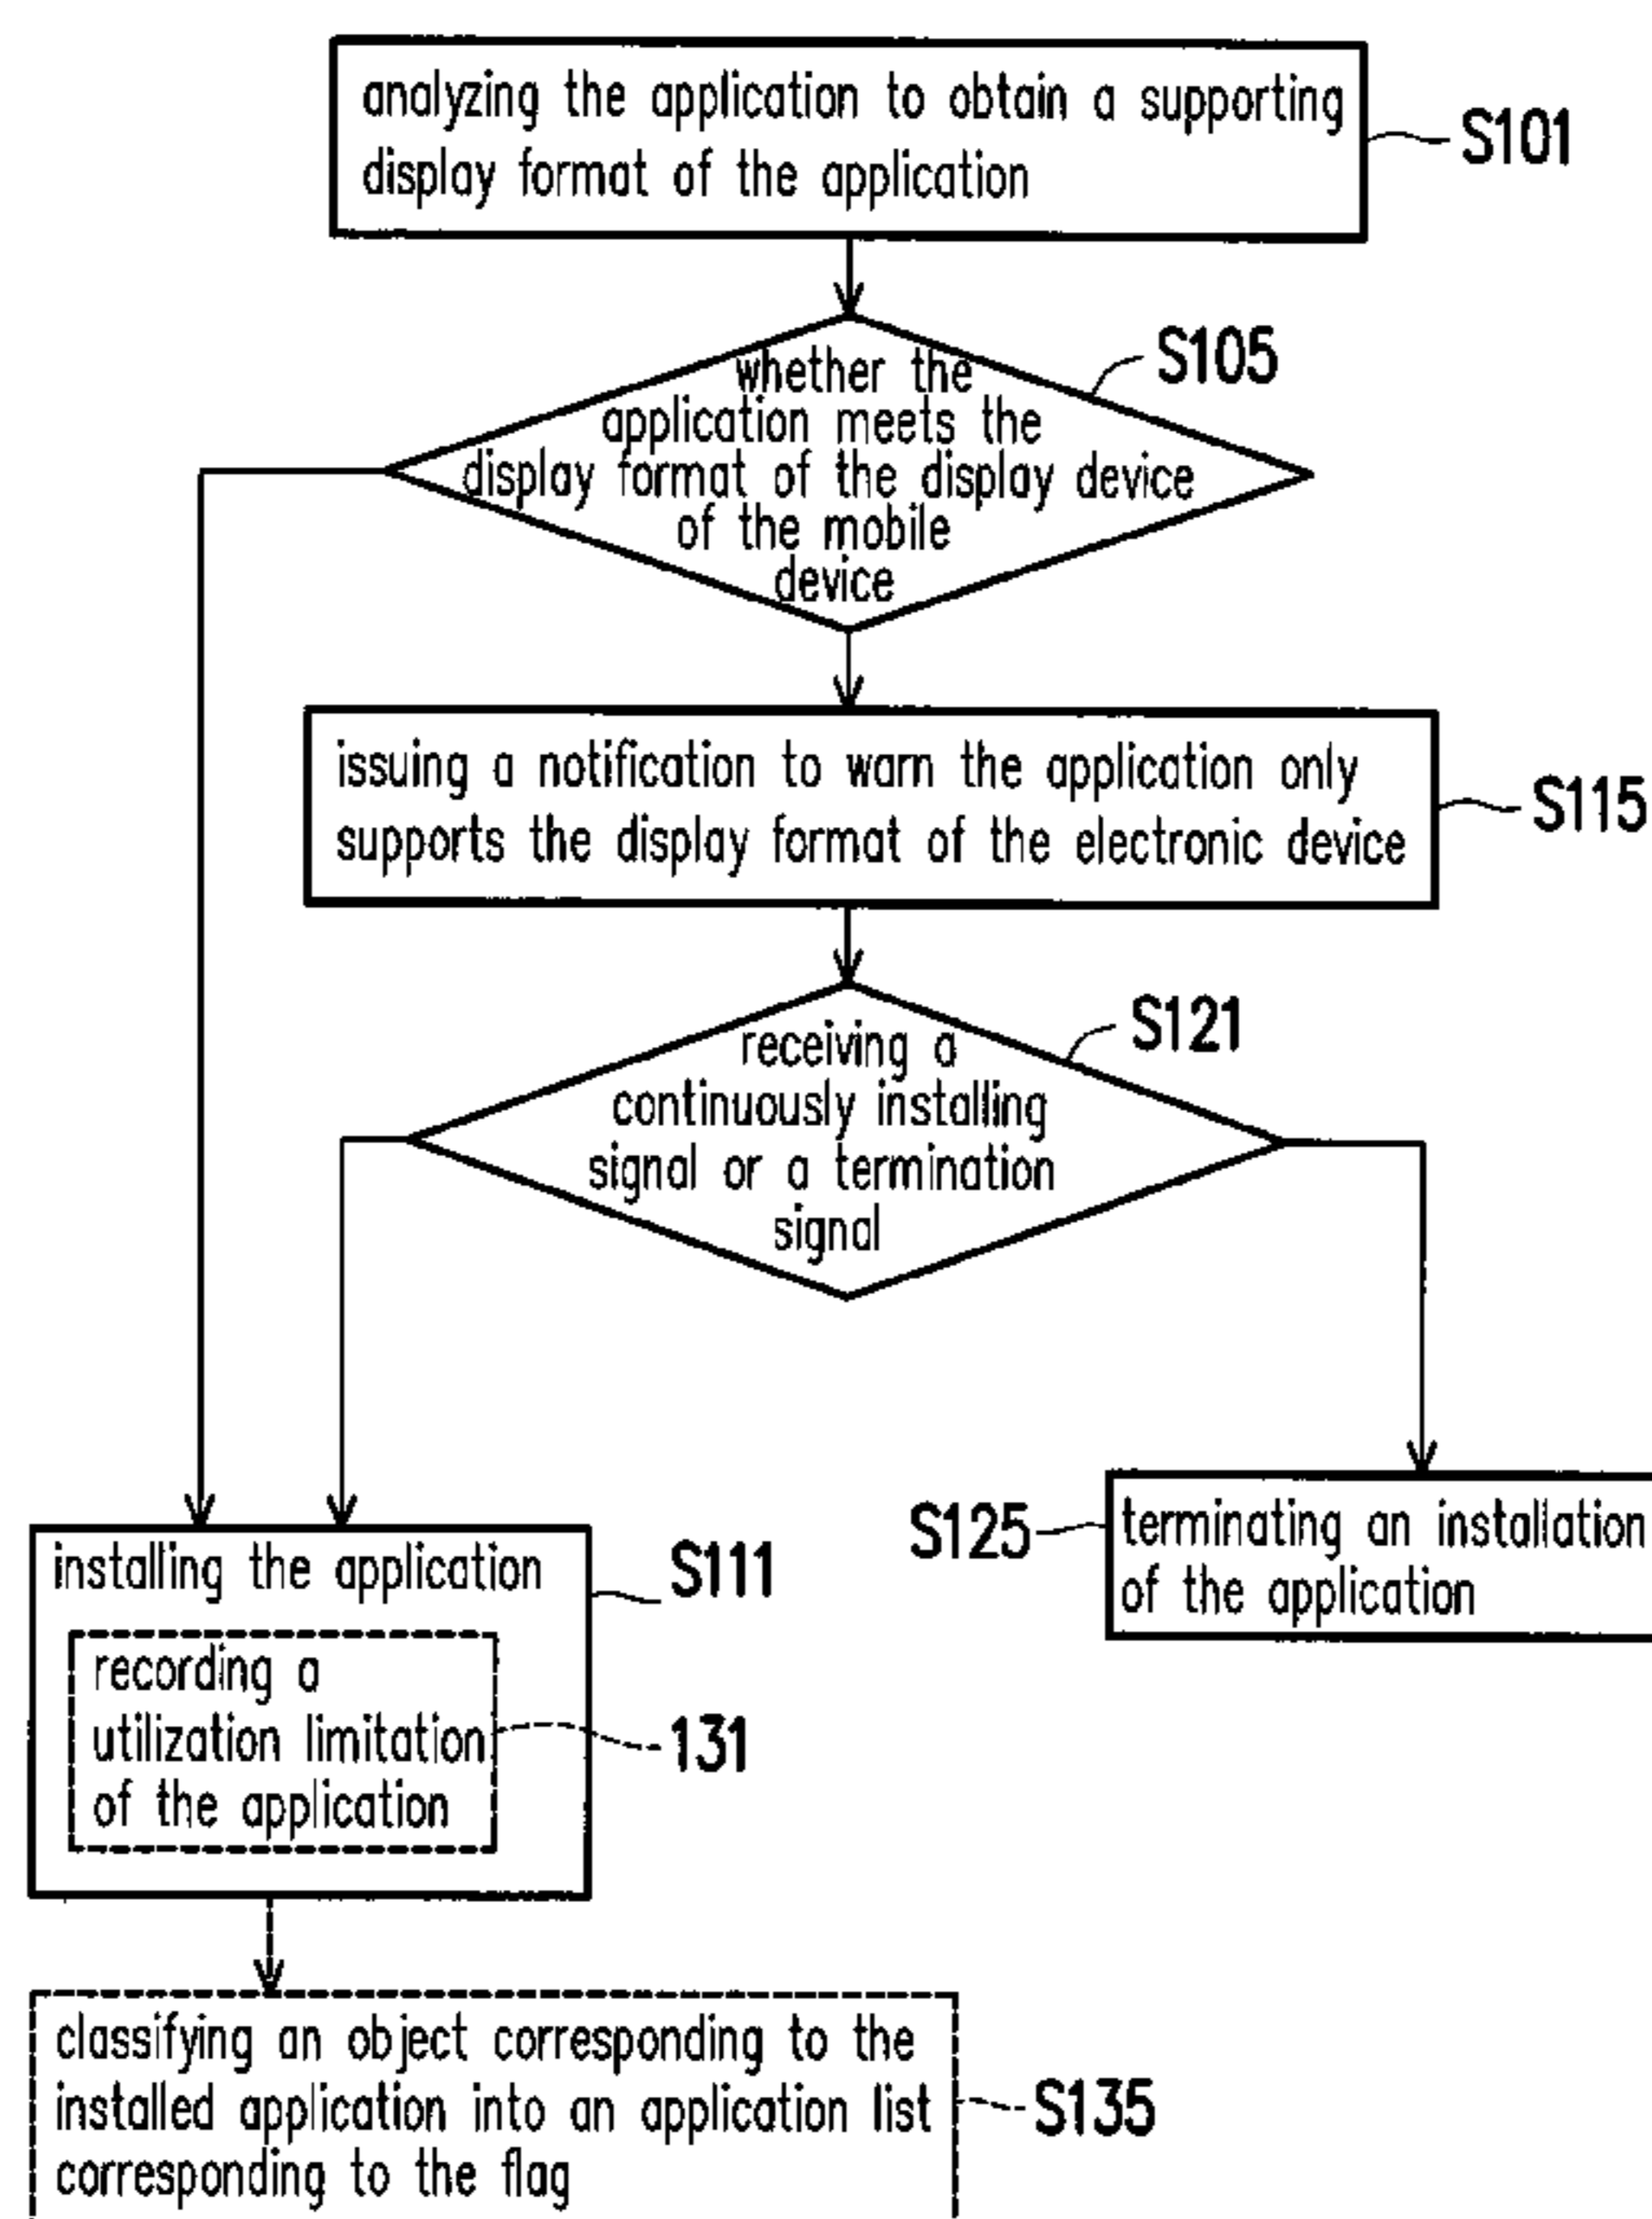 analyzing the application to obtain a supporting
display format of the application
S101
whether the
application meets the
display format of the display device
of the mobile
device
S105
issuing a notification to warn the application only
supports the display format of the electronic device
S115
receiving a
continuously installing
signal or a termination
signal
S121
installing the application
S111
recording a
utilization limitation
of the application
131
S125
terminating an installation
of the application
classifying an object corresponding to the
installed application into an application list
corresponding to the flag
S135